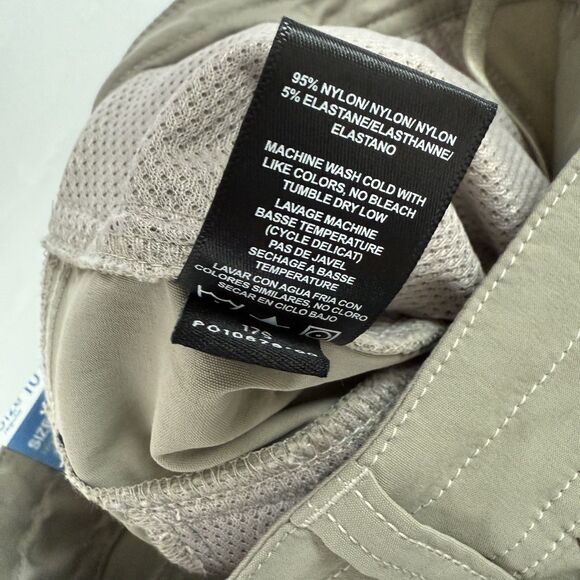 95% NYLON/ NYLON/ NYLON
5% ELASTANE/ELASTHANNE/
ELASTANO
MACHINE WASH COLD WITH
LIKE COLORS, NO BLEACH
TUMBLE DRY LOW
LAVAGE MACHINE
BASSE TEMPERATURE
(CYCLE DELICAT)
PAS DE JAVEL
SECHAGE A BASSE
TEMPERATURE
LAVAR CON AGUA FRIA CON
COLORES SIMILARES, NO CLORO
SECAR EN CICLO BAJO
SIZE